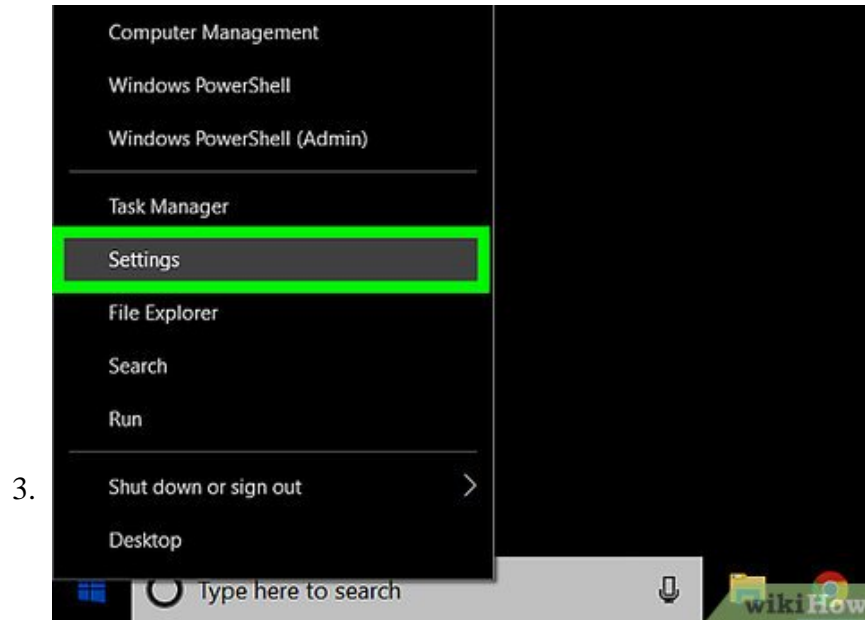 Computer Management
Windows PowerShell
Windows PowerShell (Admin)
Task Manager
Settings
File Explorer
Search
Run
3.
Shut down or sign out
Desktop
Type here to search
wikiHow